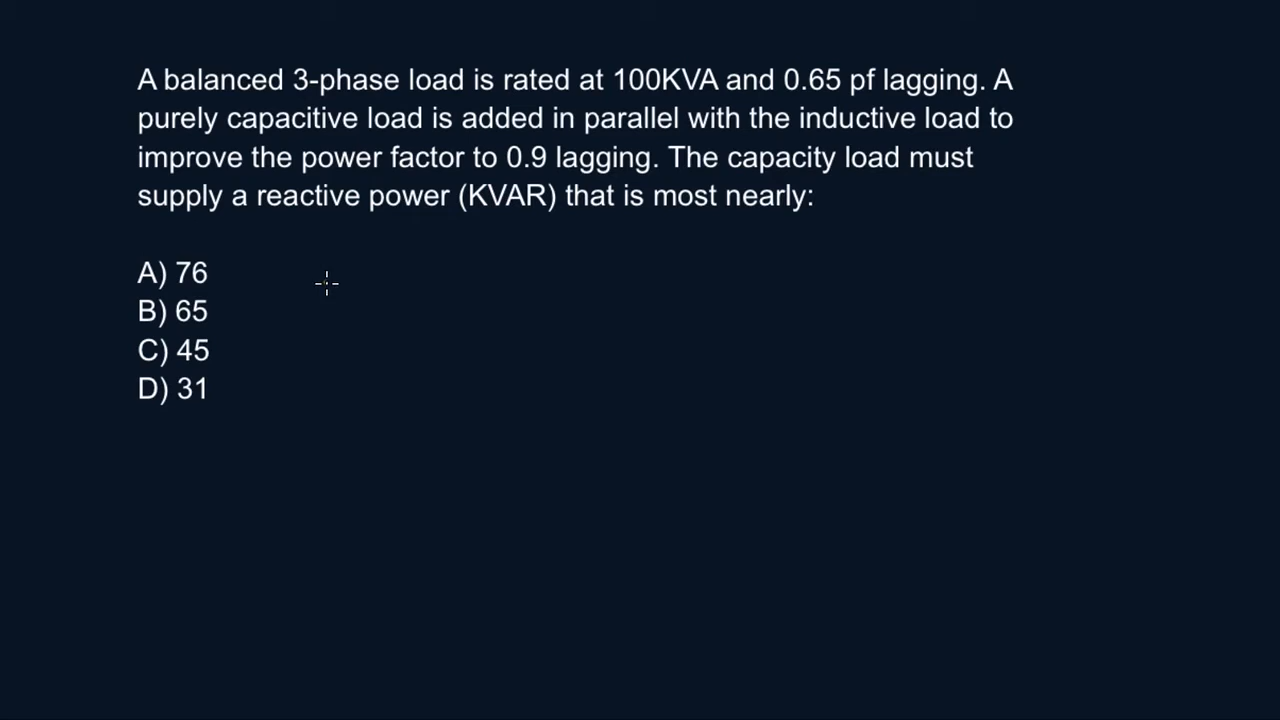 A balanced 3-phase load is rated at 100KVA and 0.65 pf lagging. A
purely capacitive load is added in parallel with the inductive load to
improve the power factor to 0.9 lagging. The capacity load must
supply a reactive power (KVAR) that is most nearly:
A) 76
B) 65
C) 45
D) 31